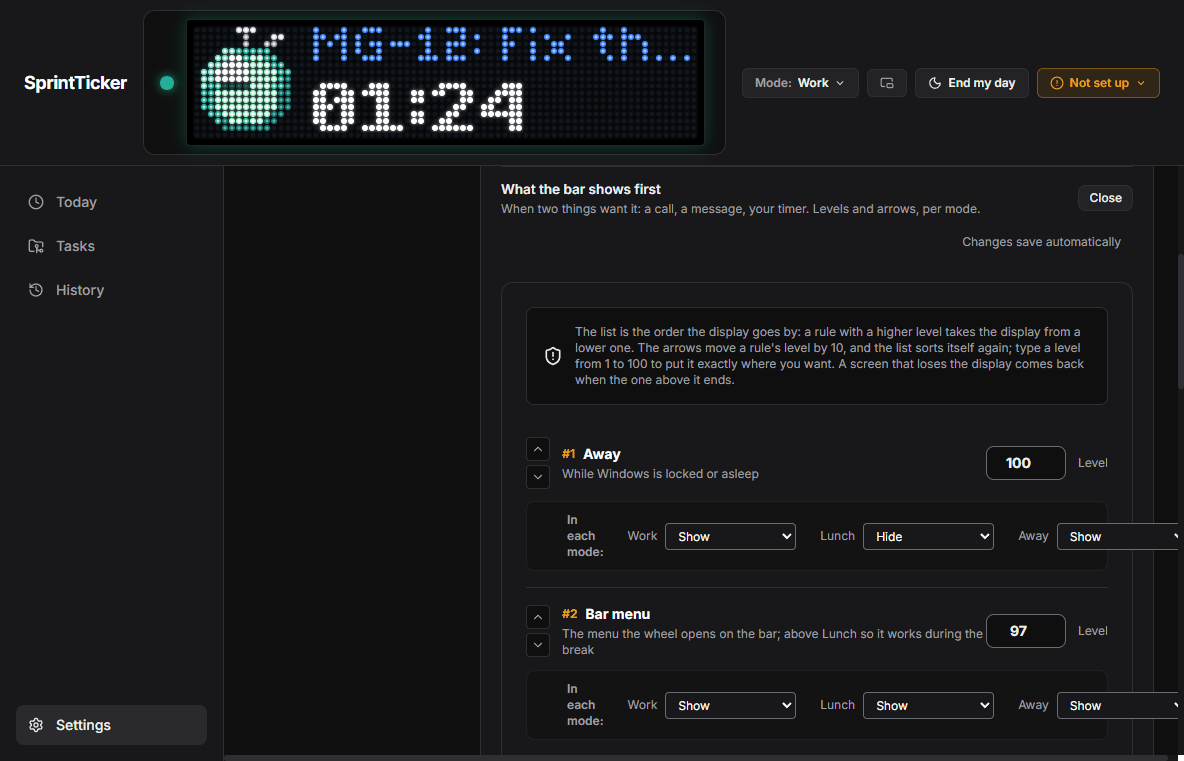 SprintTicker
MG-12: Fix th...
01:24
Mode: Work
End my day
Not set up
Today
Tasks
History
Settings
What the bar shows first
When two things want it: a call, a message, your timer. Levels and arrows, per mode.
Close
Changes save automatically
The list is the order the display goes by: a rule with a higher level takes the display from a
lower one. The arrows move a rule's level by 10, and the list sorts itself again; type a level
from 1 to 100 to put it exactly where you want. A screen that loses the display comes back
when the one above it ends.
#1 Away
While Windows is locked or asleep
100
Level
In
each
mode:
Work
Show
Lunch
Hide
Away
Show
#2 Bar menu
The menu the wheel opens on the bar; above Lunch so it works during the
break
97
Level
In
each
mode:
Work
Show
Lunch
Show
Away
Show